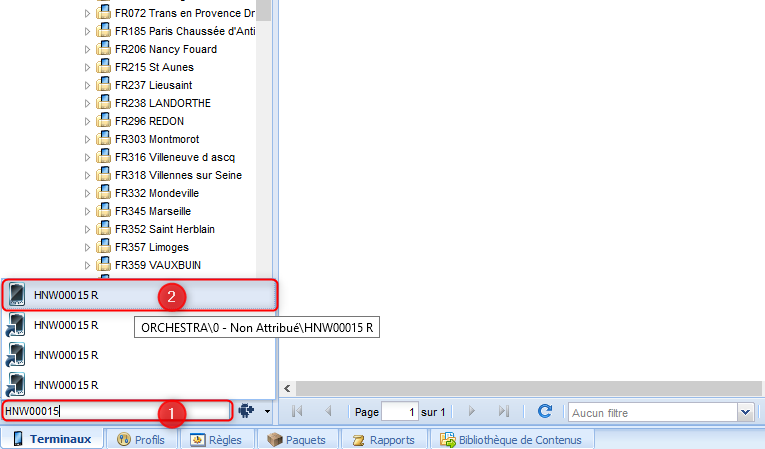 FR072 Trans en Provence Dr
FR185 Paris Chaussée d'Anti
FR206 Nancy Fouard
FR215 St Aunes
FR237 Lieusaint
FR238 LANDORTHE
FR296 REDON
FR303 Montmorot
FR316 Villeneuve d ascq
FR318 Villennes sur Seine
FR332 Mondeville
FR345 Marseille
FR352 Saint Herblain
FR357 Limoges
FR359 VAUXBUIN
HNW00015 R
2
HNW00015 R
ORCHESTRA\0 - Non Attribué\HNW00015 R
HNW00015 R
HNW00015 R
HNW00015
1
Page 1 sur 1
Aucun filtre
Terminaux
Profils
Règles
Paquets
Rapports
Bibliothèque de Contenus